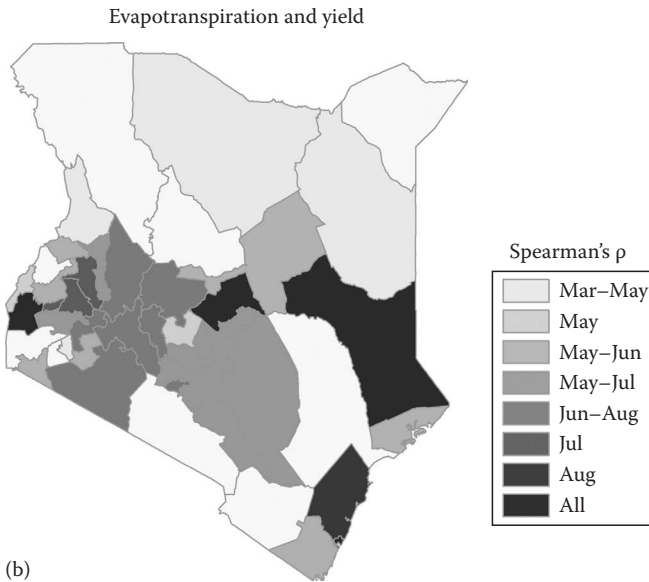 Evapotranspiration and yield
Spearman's ρ
Mar–May
May
May–Jun
May–Jul
Jun–Aug
Jul
Aug
All
(b)